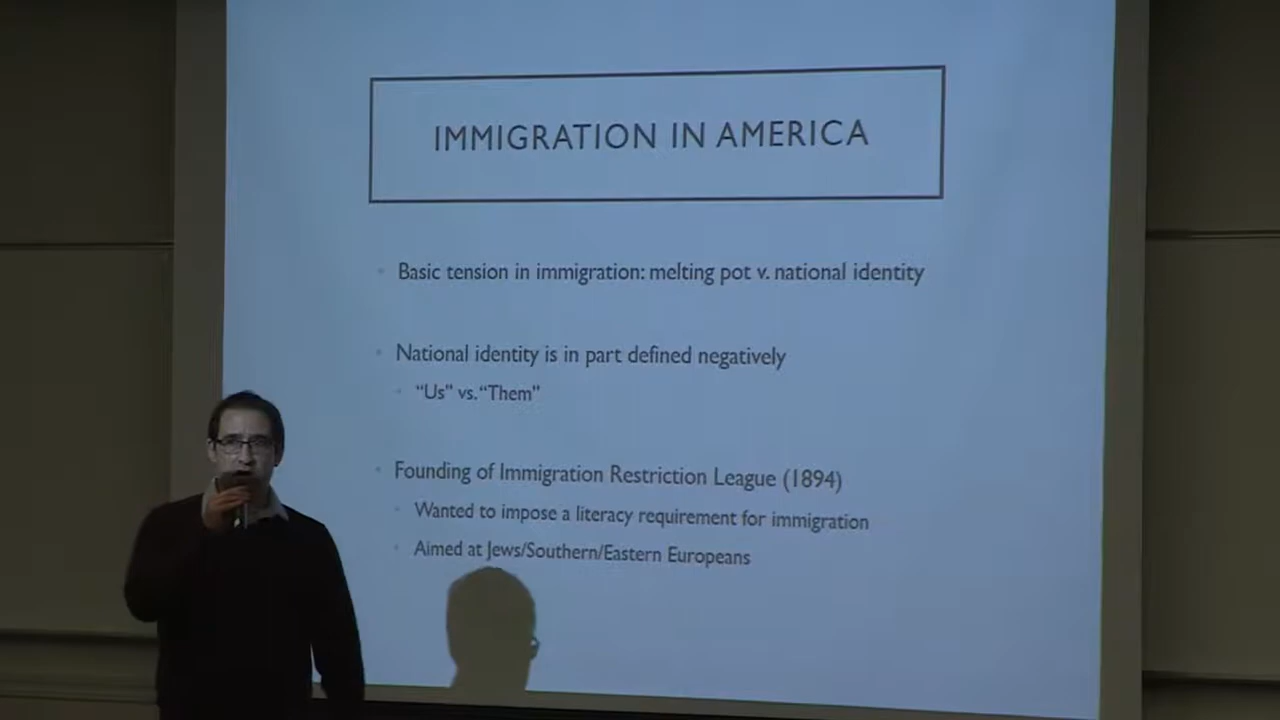 IMMIGRATION IN AMERICA
Basic tension in immigration: melting pot v. national identity
National identity is in part defined negatively
“Us” vs. “Them”
Founding of Immigration Restriction League (1894)
Wanted to impose a literacy requirement for immigration
Aimed at Jews/Southern/Eastern Europeans